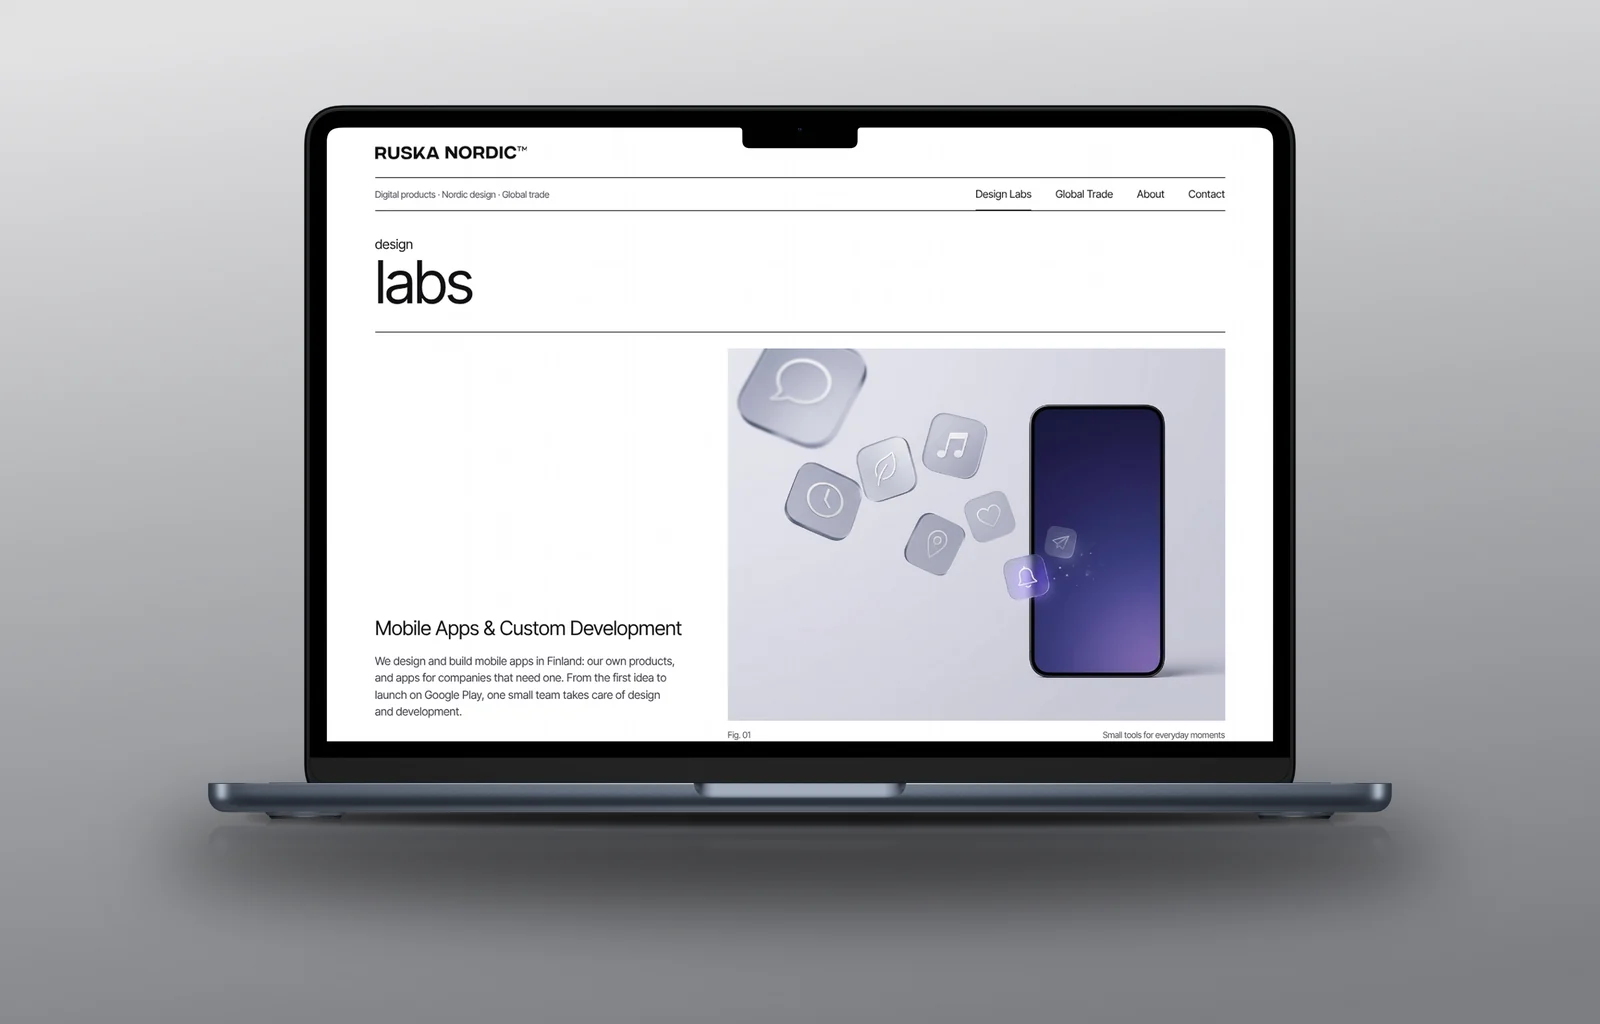 RUSKA NORDIC™
Digital products · Nordic design · Global trade
Design Labs
Global Trade
About
Contact
design
labs
Mobile Apps & Custom Development
We design and build mobile apps in Finland: our own products,
and apps for companies that need one. From the first idea to
launch on Google Play, one small team takes care of design
and development.
Fig. 01
Small tools for everyday moments